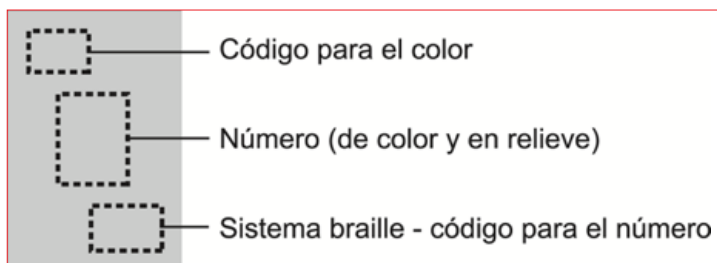 Código para el color
Número (de color y en relieve)
Sistema braille - código para el número